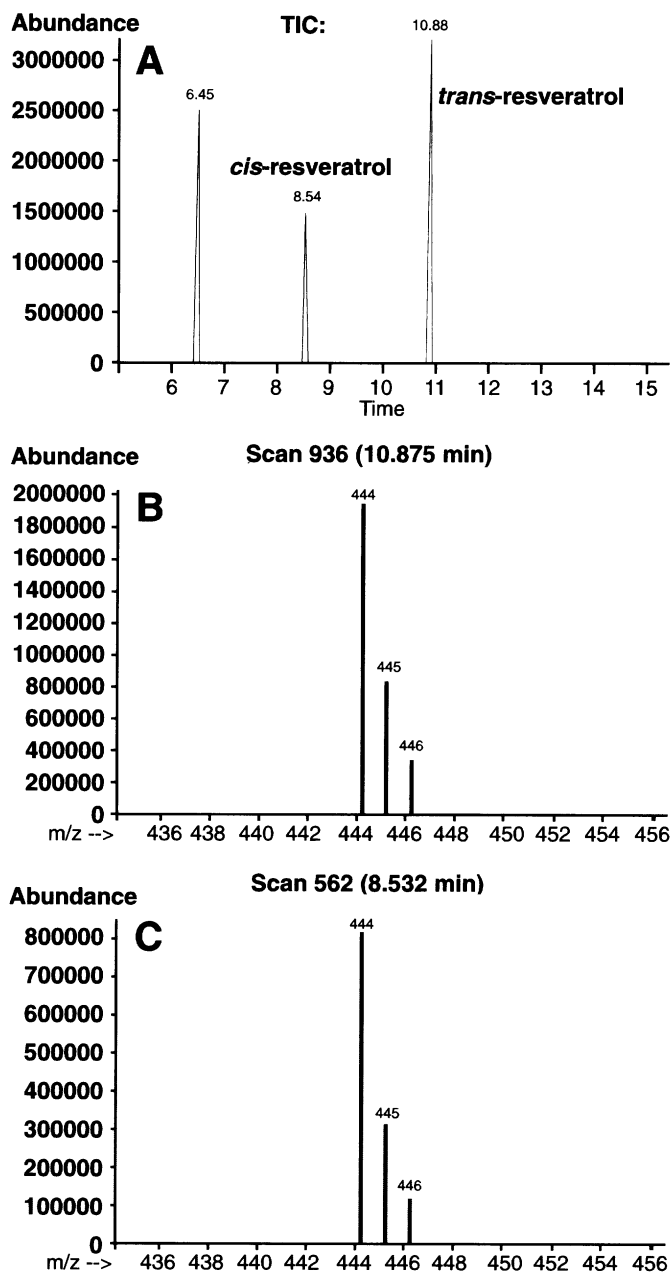 Abundance
TIC:
A
10.88
3000000
6.45
trans-resveratrol
2500000
2000000
cis-resveratrol
8.54
1500000
1000000
500000
0
6 7 8 9 10 11 12 13 14 15
Time
Abundance
Scan 936 (10.875 min)
B
2000000
444
1800000
1600000
1400000
1200000
1000000
445
800000
600000
446
400000
200000
0
m/z --> 436 438 440 442 444 446 448 450 452 454 456
Scan 562 (8.532 min)
Abundance
C
444
800000
700000
600000
500000
400000
445
300000
200000
446
100000
0
m/z --> 436 438 440 442 444 446 448 450 452 454 456